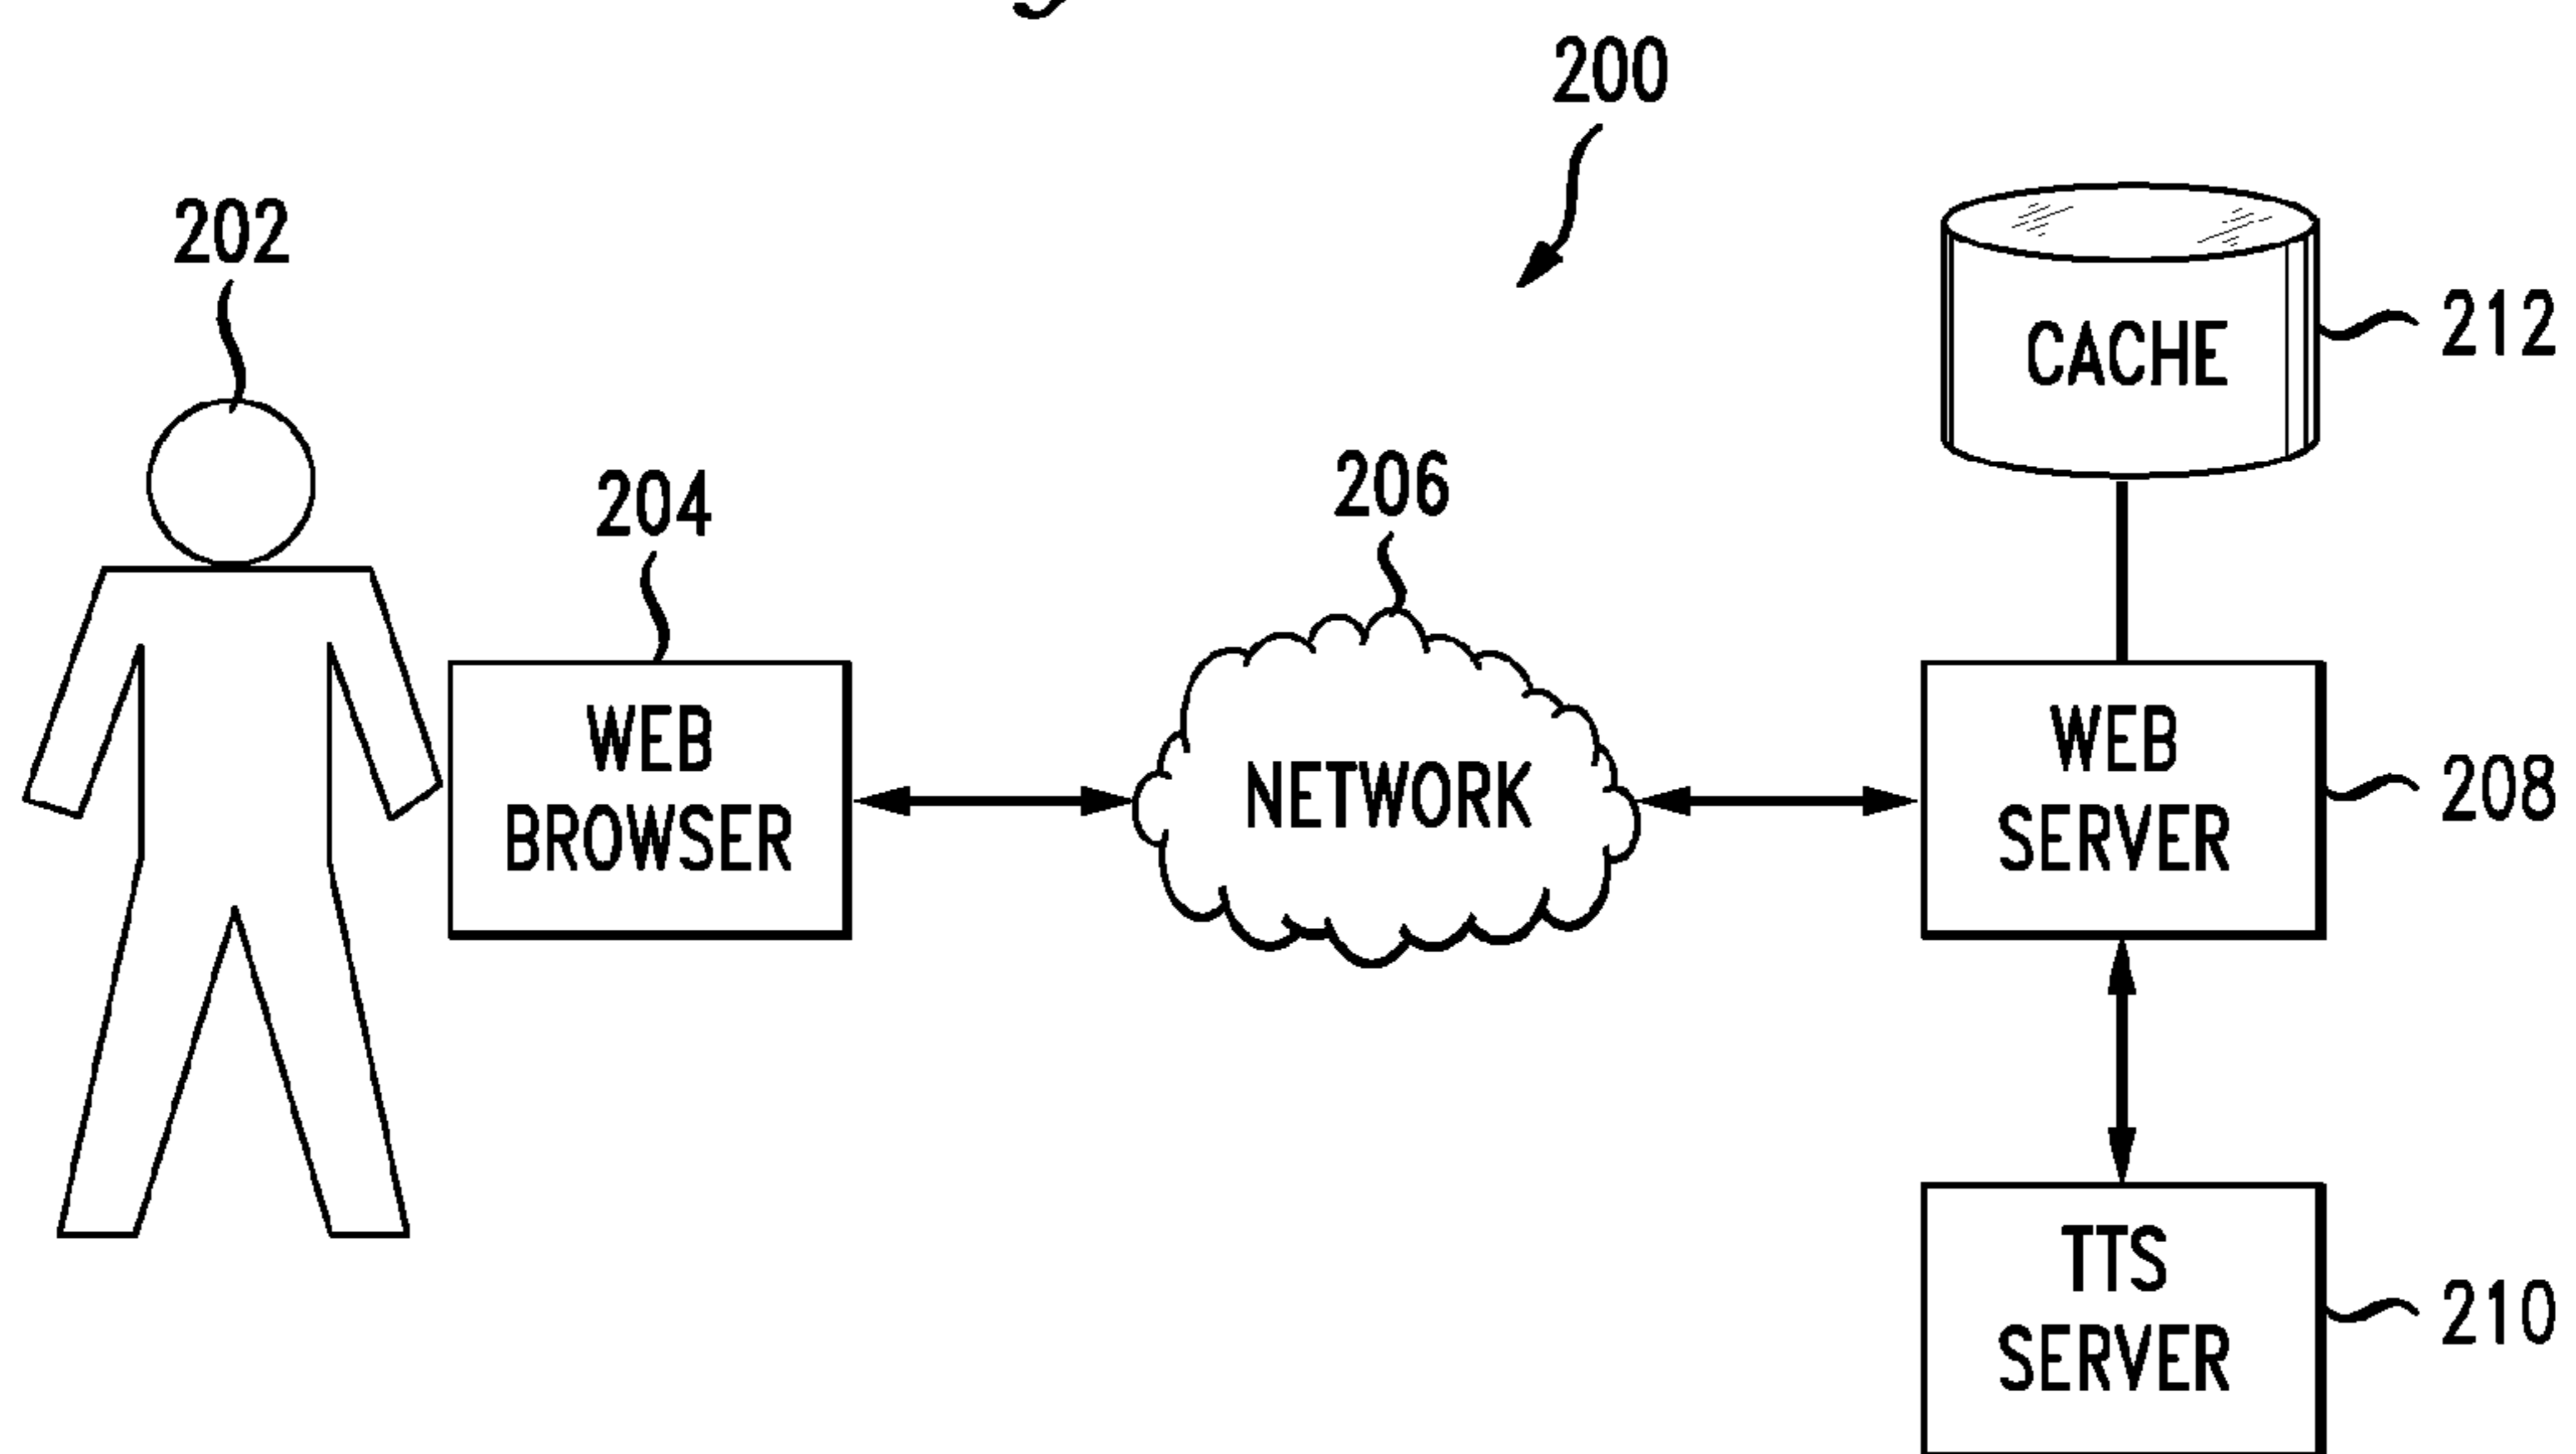 200
202
CACHE
212
204
206
WEB
BROWSER
NETWORK
WEB
SERVER
208
TTS
SERVER
210